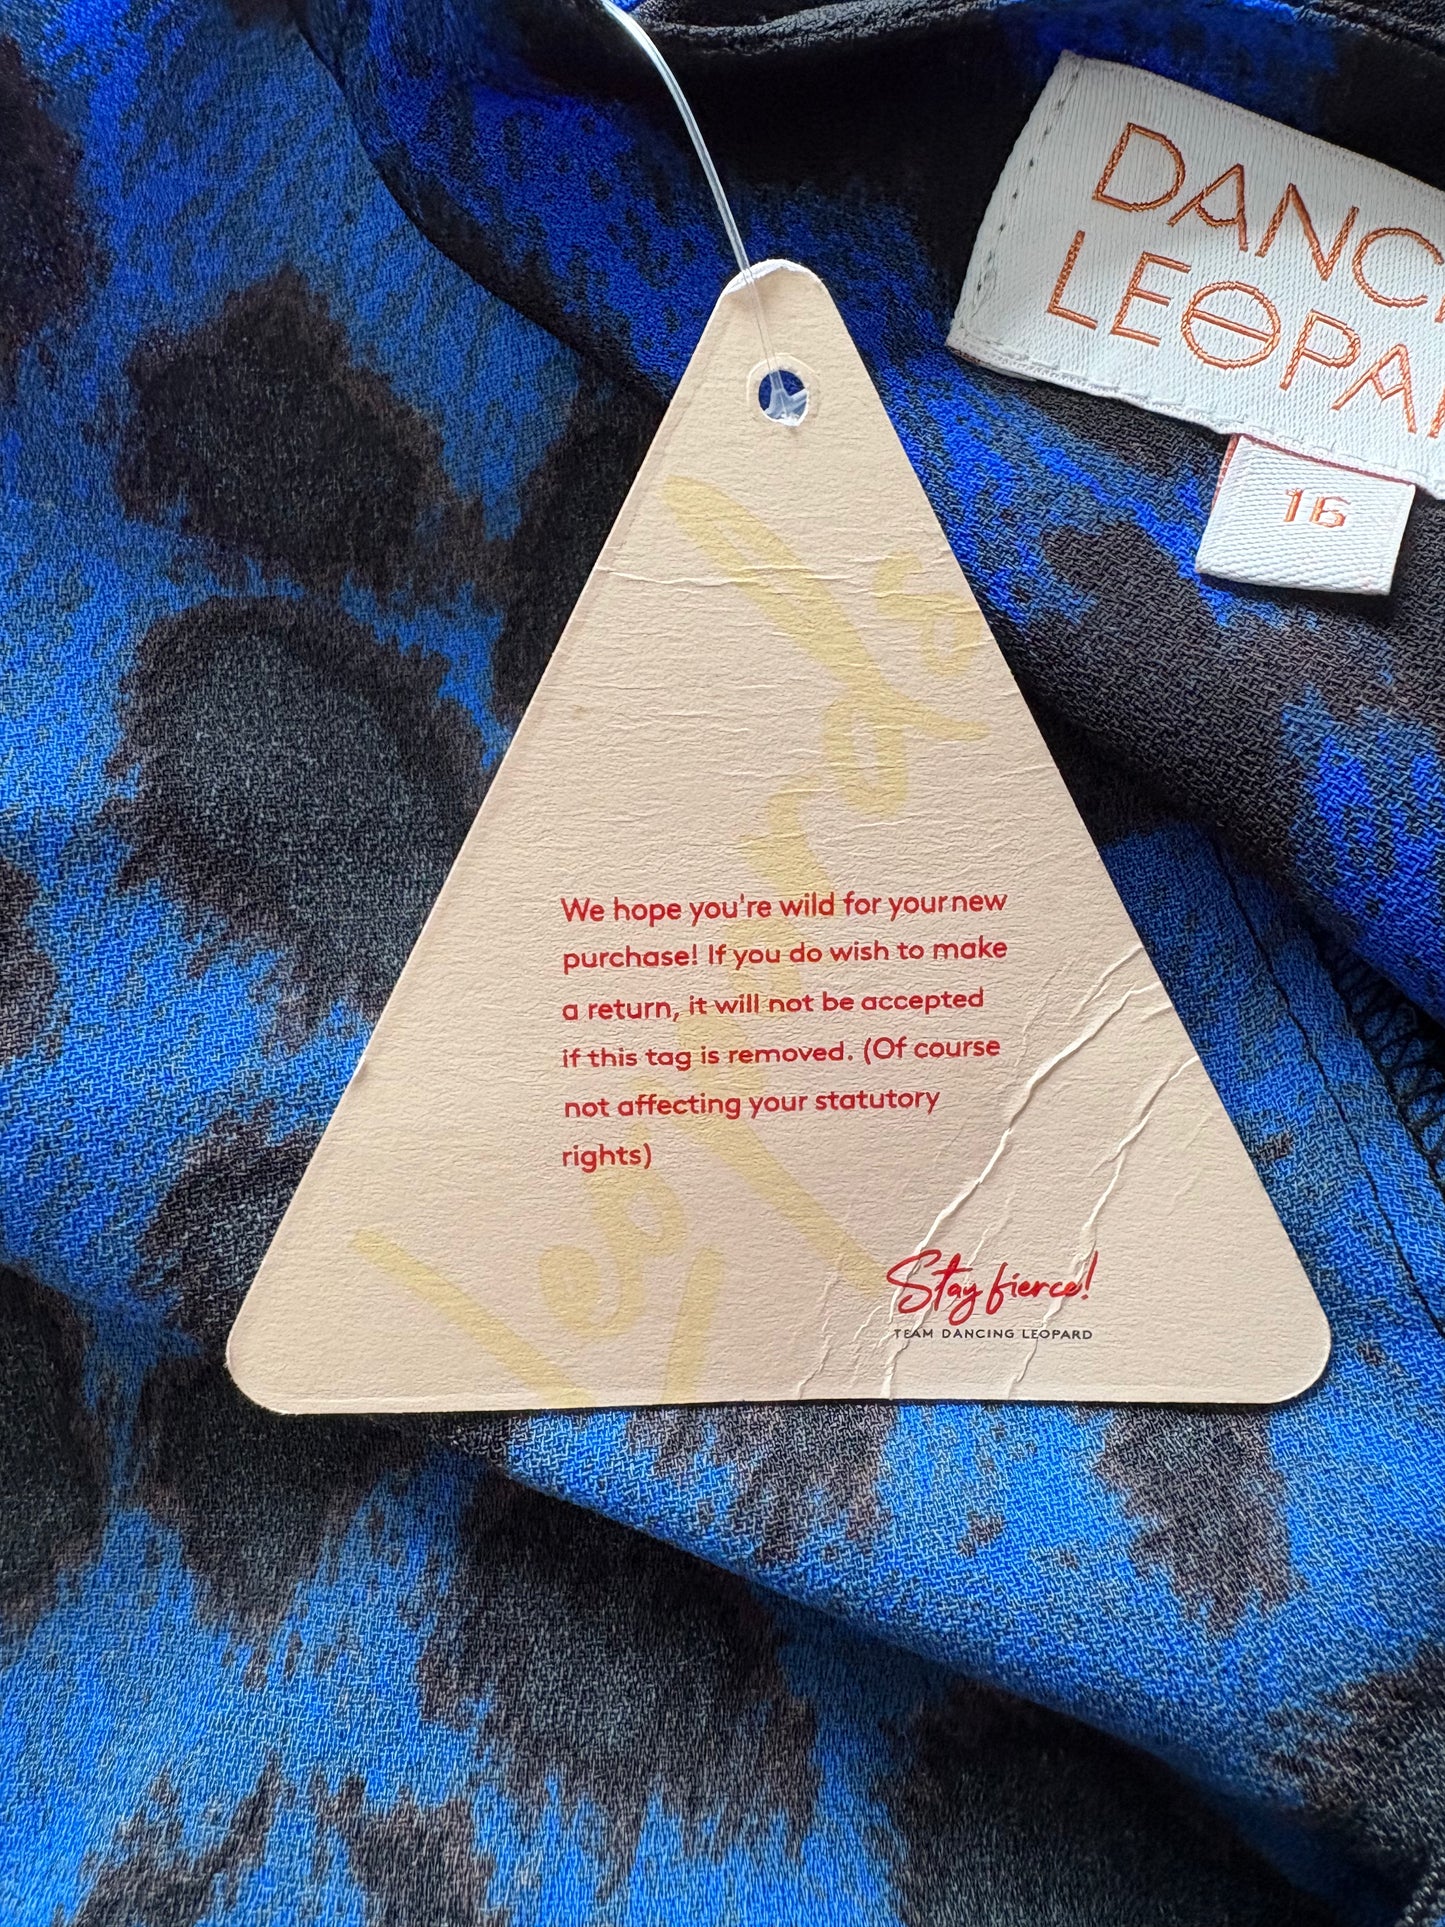 DANC
LEOPA
16
We hope you're wild for your new
purchase! If you do wish to make
a return, it will not be accepted
if this tag is removed. (Of course
not affecting your statutory
rights)
Stay fierce!
TEAM DANCING LEOPARD